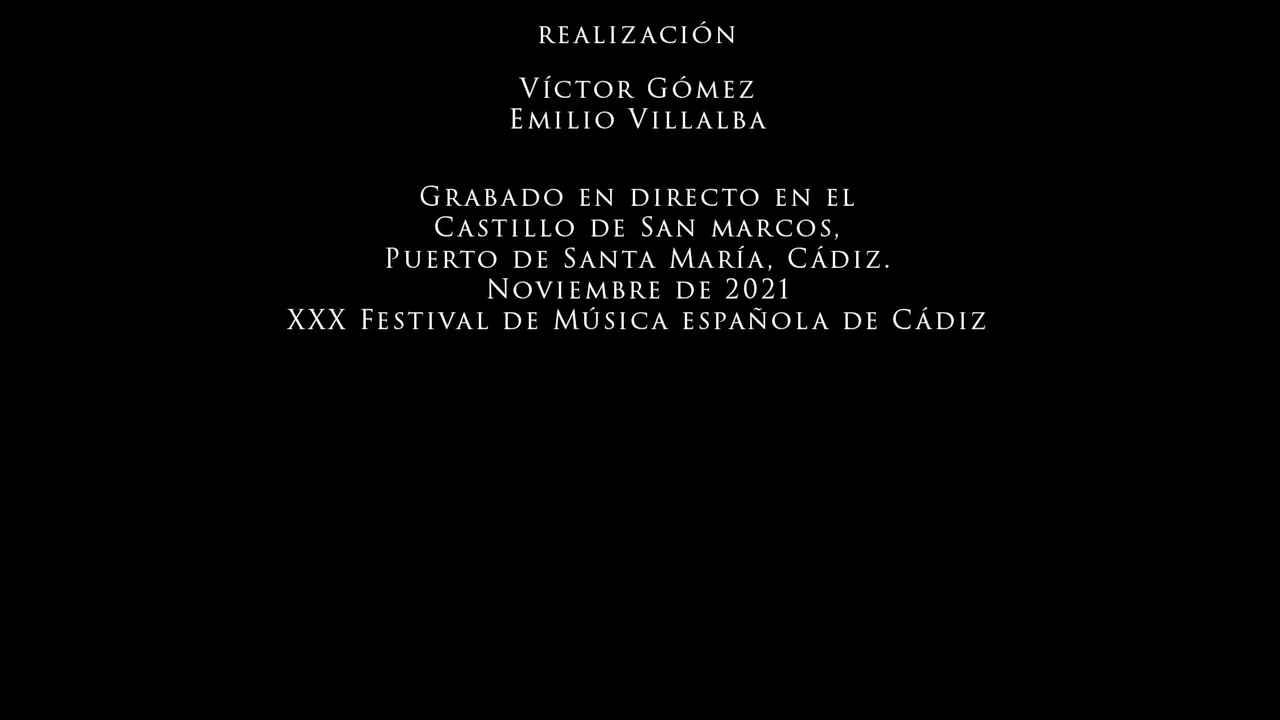 REALIZACIÓN
VÍCTOR GÓMEZ
EMILIO VILLALBA
GRABADO EN DIRECTO EN EL
CASTILLO DE SAN MARCOS,
PUERTO DE SANTA MARÍA, CÁDIZ.
NOVIEMBRE DE 2021
XXX FESTIVAL DE MÚSICA ESPAÑOLA DE CÁDIZ